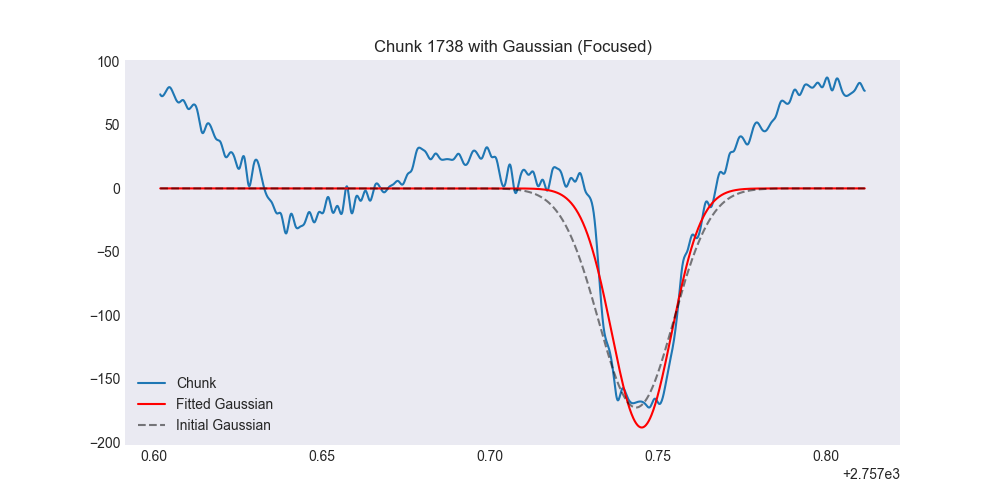 Chunk 1738 with Gaussian (Focused)
100
50
0
−50
−100
−150
−200
Chunk
Fitted Gaussian
Initial Gaussian
0.60 0.65 0.70 0.75 0.80
+2.757e3